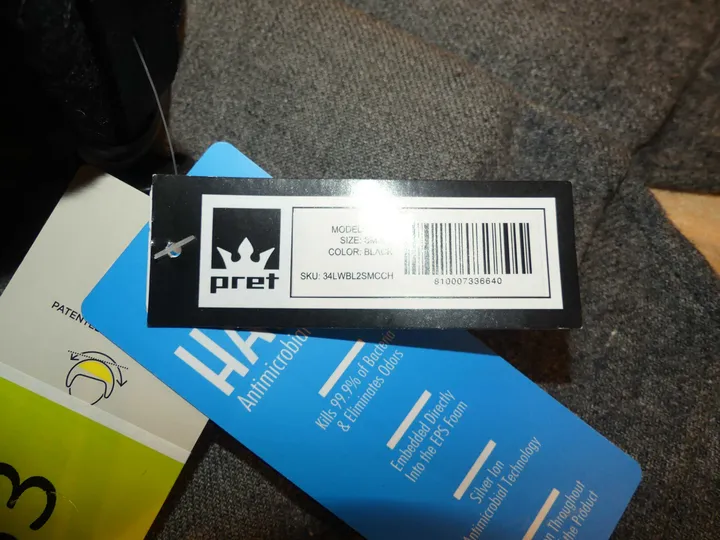 pret
MODEL
SIZE:
COLOR: BLACK
SKU: 34LWBL2SMCCH
810007336640
PATENTED
HA
Antimicrobial
Kills 99.9% of Bacteria
& Eliminates Odors
Embedded Directly
Into the EPS Foam
Silver Ion
Antimicrobial Technology
Throughout
the Product
3